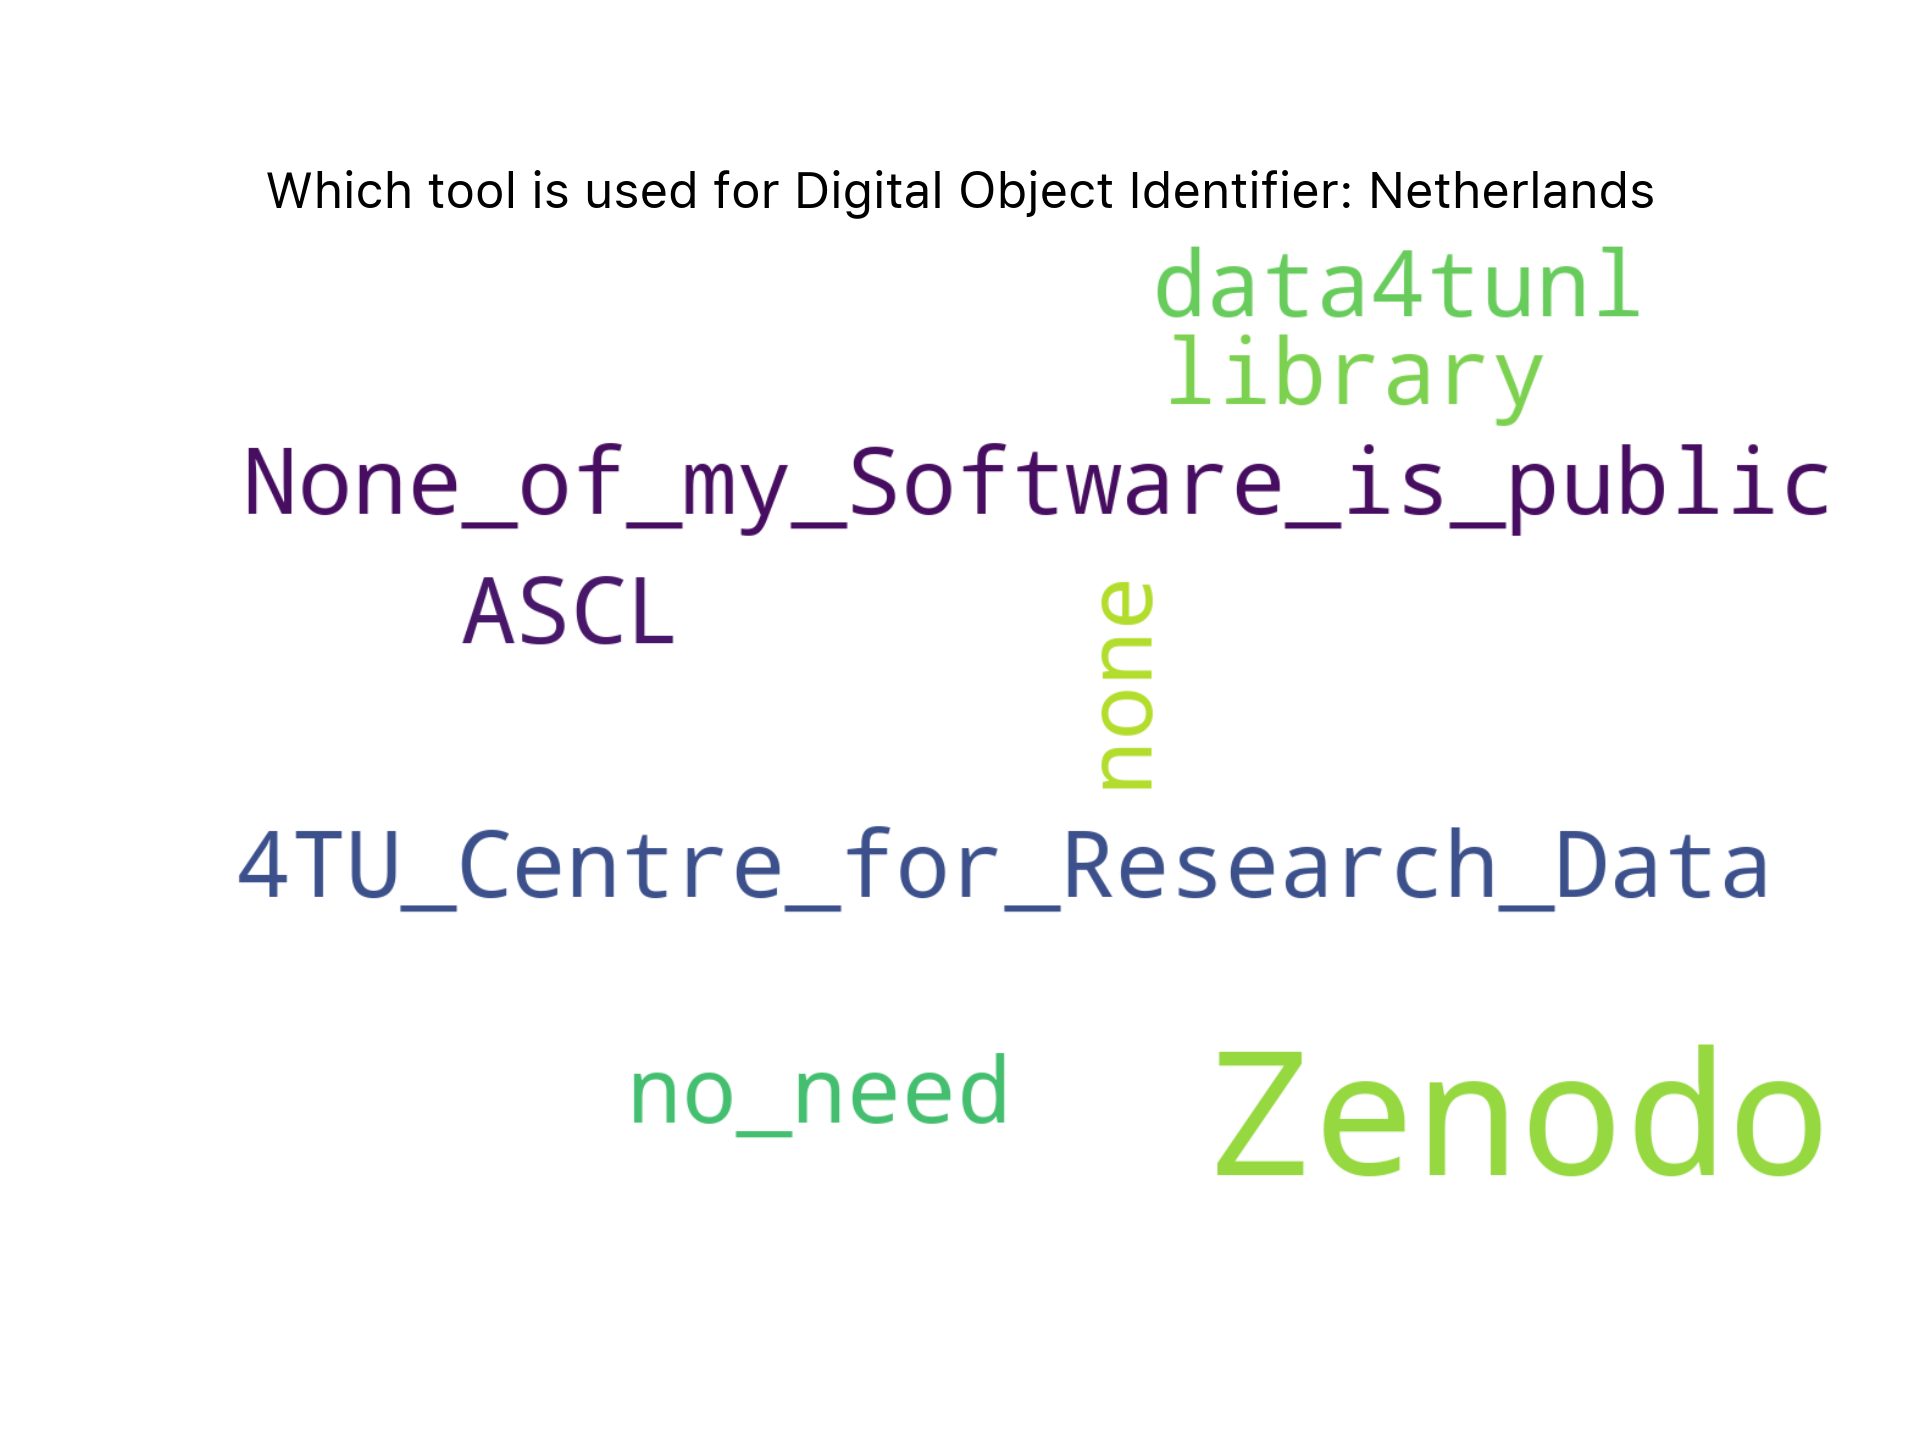 Which tool is used for Digital Object Identifier: Netherlands
data4tunl
library
None_of_my_Software_is_public
ASCL
none
4TU_Centre_for_Research_Data
no_need
Zenodo